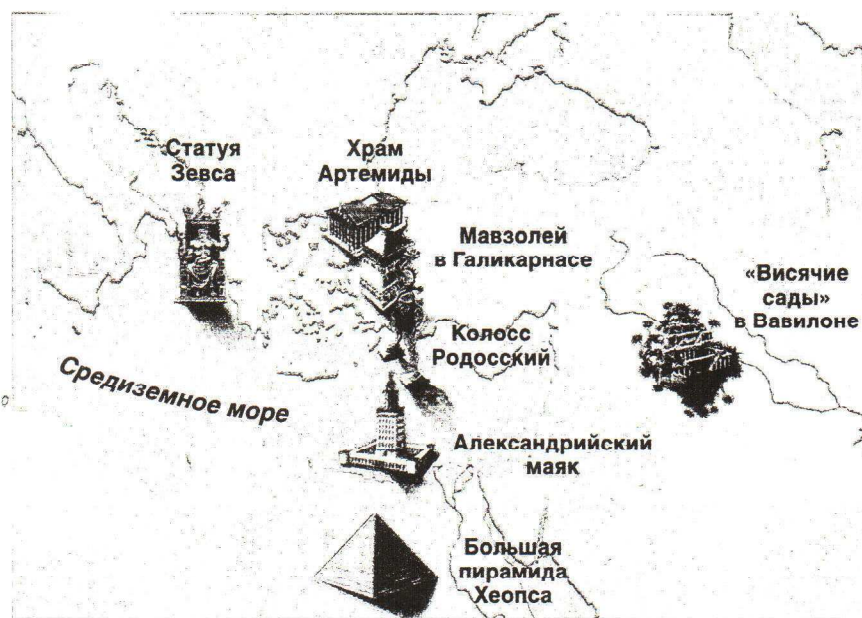 Статуя
Зевса
Храм
Артемиды
Мавзолей
в Галикарнасе
«Висячие
сады»
в Вавилоне
Колосс
Родосский
Средиземное море
Александрийский
маяк
Большая
пирамида
Хеопса